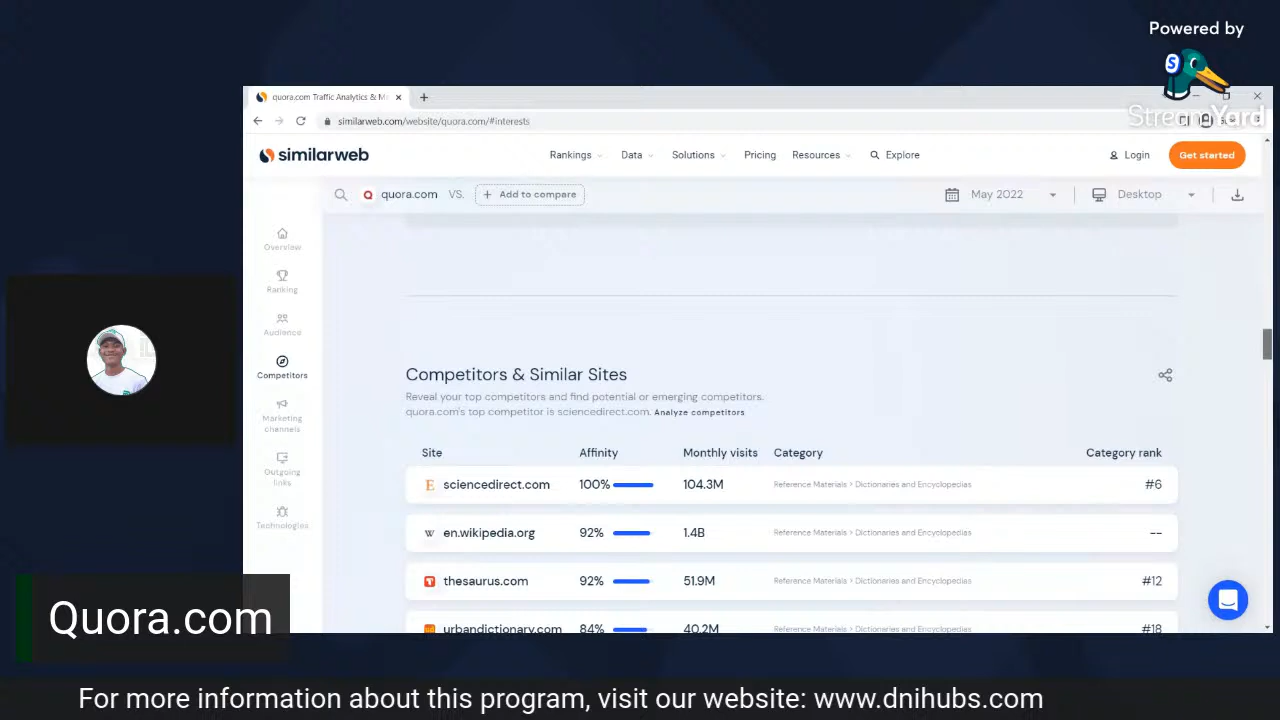 Powered by
StreamYard
quora.com Traffic Analytics & M
similarweb.com/website/quora.com/#interests
similarweb
Rankings
Data
Solutions
Pricing
Resources
Explore
Login
Get started
quora.com
VS.
+ Add to compare
May 2022
Desktop
Overview
Ranking
Audience
Competitors
Marketing
channels
Outgoing
links
Technologies
Competitors & Similar Sites
Reveal your top competitors and find potential or emerging competitors.
quora.com's top competitor is sciencedirect.com. Analyze competitors
Site Affinity Monthly visits Category Category rank
sciencedirect.com 100% 104.3M Reference Materials > Dictionaries and Encyclopedias #6
en.wikipedia.org 92% 1.4B Reference Materials > Dictionaries and Encyclopedias --
thesaurus.com 92% 51.9M Reference Materials > Dictionaries and Encyclopedias #12
urbandictionary.com 84% 40.2M Reference Materials > Dictionaries and Encyclopedias #18
Quora.com
For more information about this program, visit our website: www.dnihubs.com